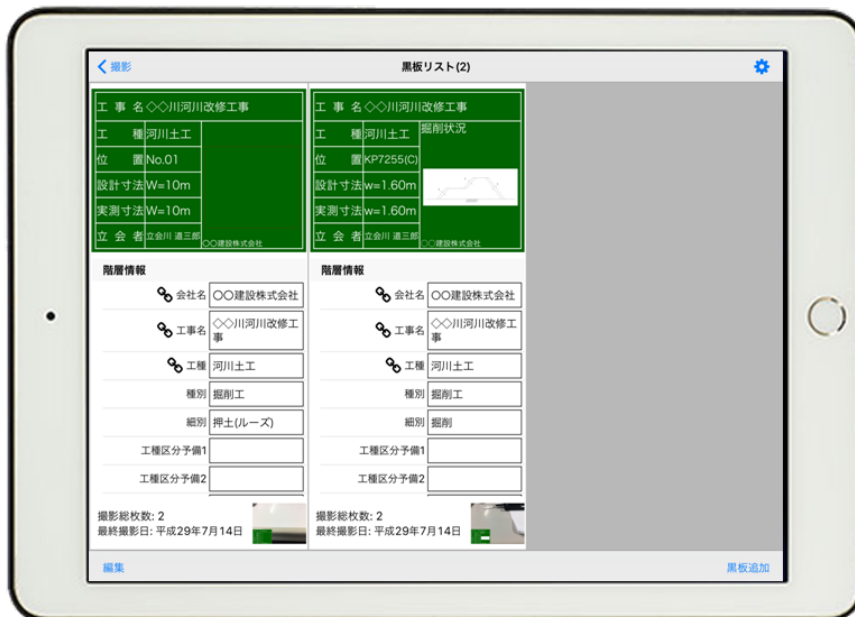 撮影
黒板リスト(2)
工 事 名 ◇◇川河川改修工事
工 種 河川土工
位 置 No.01
設計寸法 W=10m
実測寸法 W=10m
立 会 者 立会川 道三郎
〇〇建設株式会社
階層情報
会社名 〇〇建設株式会社
工事名 ◇◇川河川改修工
事
工種 河川土工
種別 掘削工
細別 押土(ルーズ)
工種区分予備1
工種区分予備2
撮影総枚数: 2
最終撮影日: 平成29年7月14日
工 事 名 ◇◇川河川改修工事
工 種 河川土工 掘削状況
位 置 KP7255(C)
設計寸法 w=1.60m
実測寸法 w=1.60m
立 会 者 立会川 道三郎
〇〇建設株式会社
階層情報
会社名 〇〇建設株式会社
工事名 ◇◇川河川改修工
事
工種 河川土工
種別 掘削工
細別 掘削
工種区分予備1
工種区分予備2
撮影総枚数: 2
最終撮影日: 平成29年7月14日
編集
黒板追加